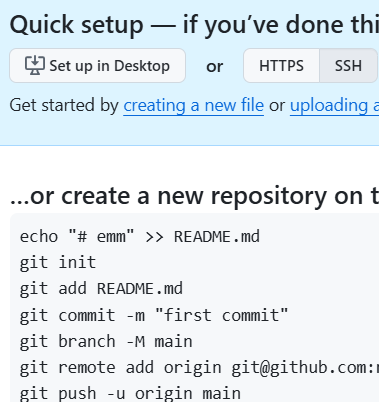 Quick setup — if you’ve done thi
Set up in Desktop or HTTPS SSH
Get started by creating a new file or uploading a
...or create a new repository on t
echo "# emm" >> README.md
git init
git add README.md
git commit -m "first commit"
git branch -M main
git remote add origin git@github.com:
git push -u origin main